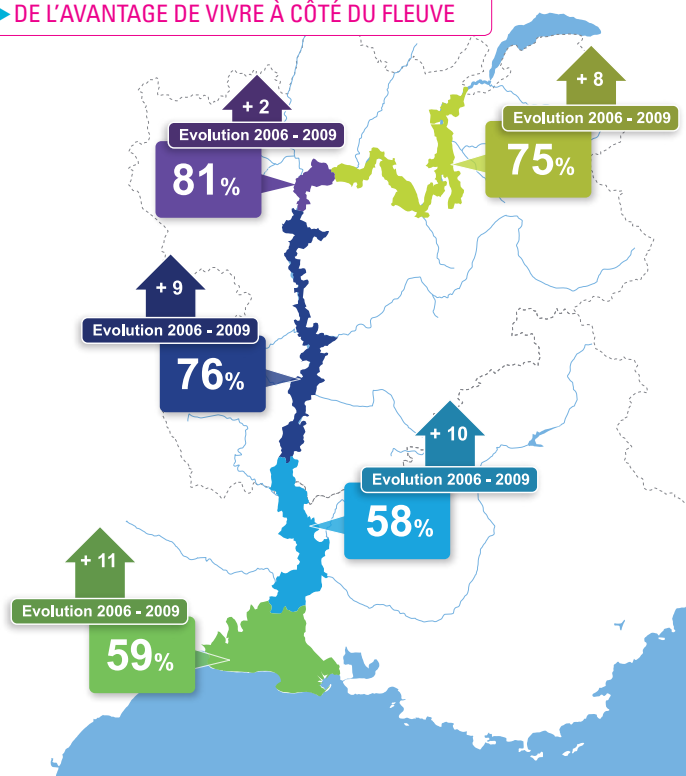 DE L'AVANTAGE DE VIVRE À CÔTÉ DU FLEUVE
+ 8
Evolution 2006 - 2009
75%
+ 2
Evolution 2006 - 2009
81%
+ 9
Evolution 2006 - 2009
76%
+ 10
Evolution 2006 - 2009
58%
+ 11
Evolution 2006 - 2009
59%